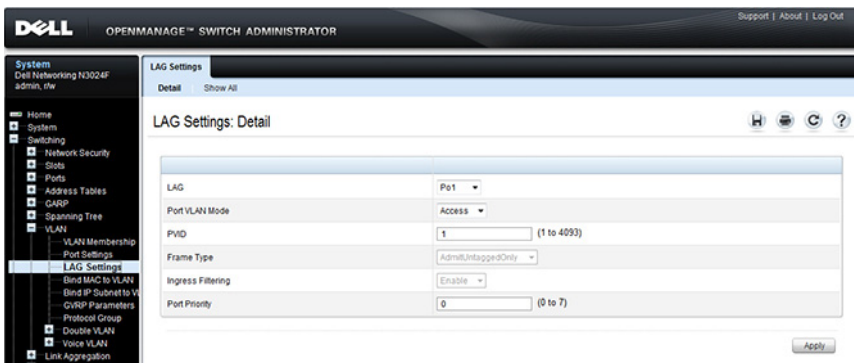 Support | About | Log Out
DELL OPENMANAGE™ SWITCH ADMINISTRATOR
System
Dell Networking N3024F
admin, r/w
Home
System
Switching
Network Security
Slots
Ports
Address Tables
GARP
Spanning Tree
VLAN
VLAN Membership
Port Settings
LAG Settings
Bind MAC to VLAN
Bind IP Subnet to VL
GVRP Parameters
Protocol Group
Double VLAN
Voice VLAN
Link Aggregation
LAG Settings
Detail Show All
LAG Settings: Detail
?
LAG Po1
Port VLAN Mode Access
PVID 1 (1 to 4093)
Frame Type AdmitUntaggedOnly
Ingress Filtering Enable
Port Priority 0 (0 to 7)
Apply